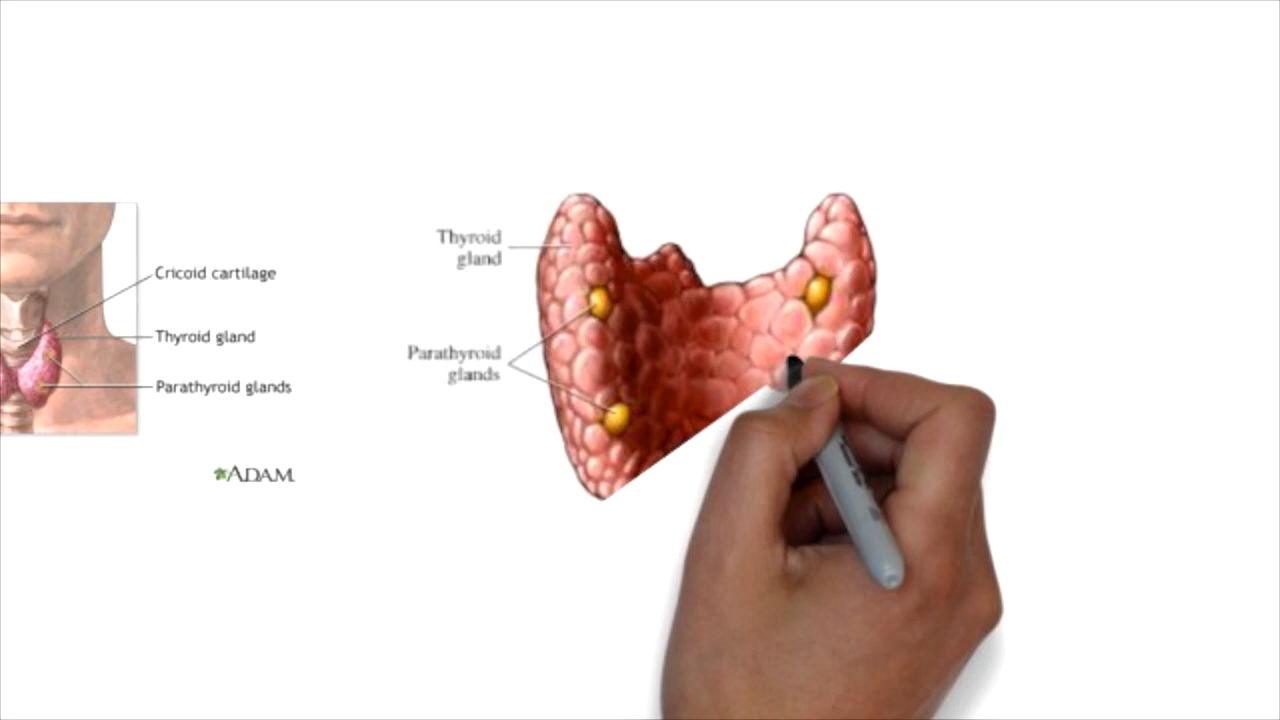 Cricoid cartilage
Thyroid gland
Parathyroid glands
ADAM.
Thyroid
gland
Parathyroid
glands